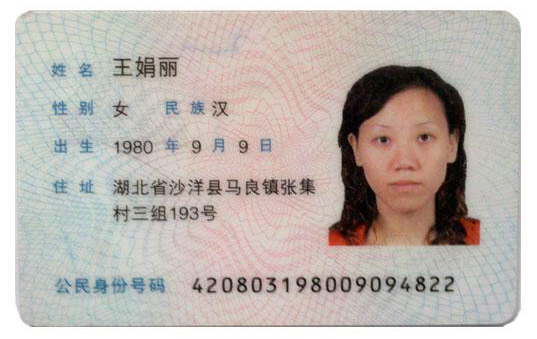 姓名 王娟丽
性别 女 民族 汉
出生 1980 年 9 月 9 日
住址 湖北省沙洋县马良镇张集
村三组193号
公民身份号码 420803198009094822